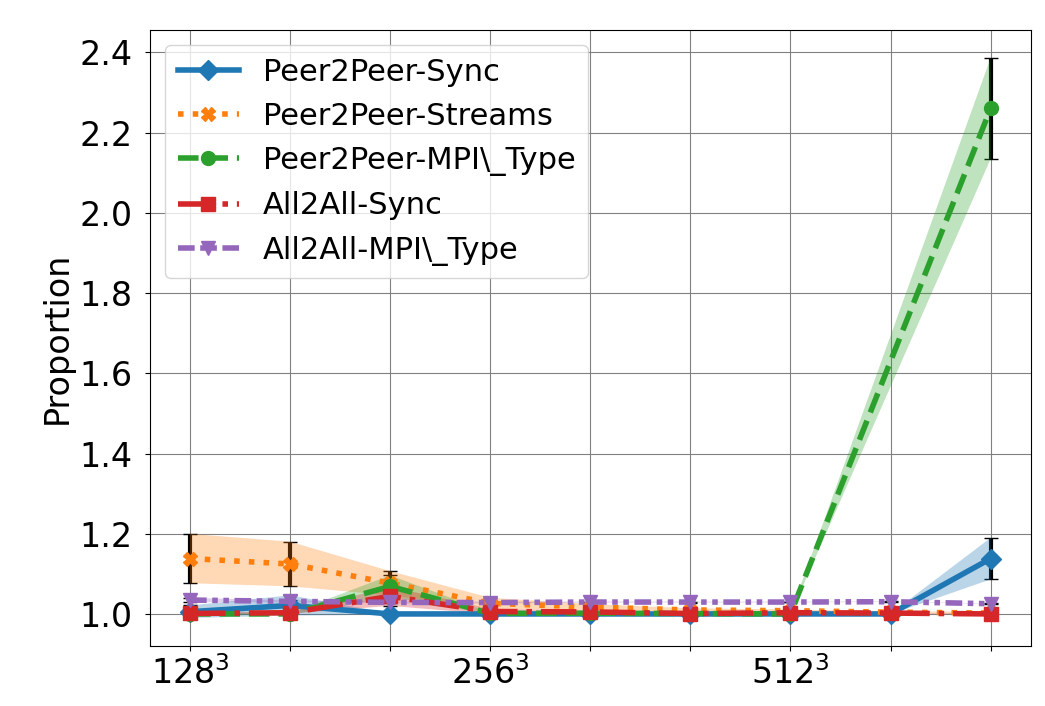 2.4
2.2
2.0
1.8
1.6
1.4
1.2
1.0
Proportion
Peer2Peer-Sync
Peer2Peer-Streams
Peer2Peer-MPI\_Type
All2All-Sync
All2All-MPI\_Type
128³ 256³ 512³